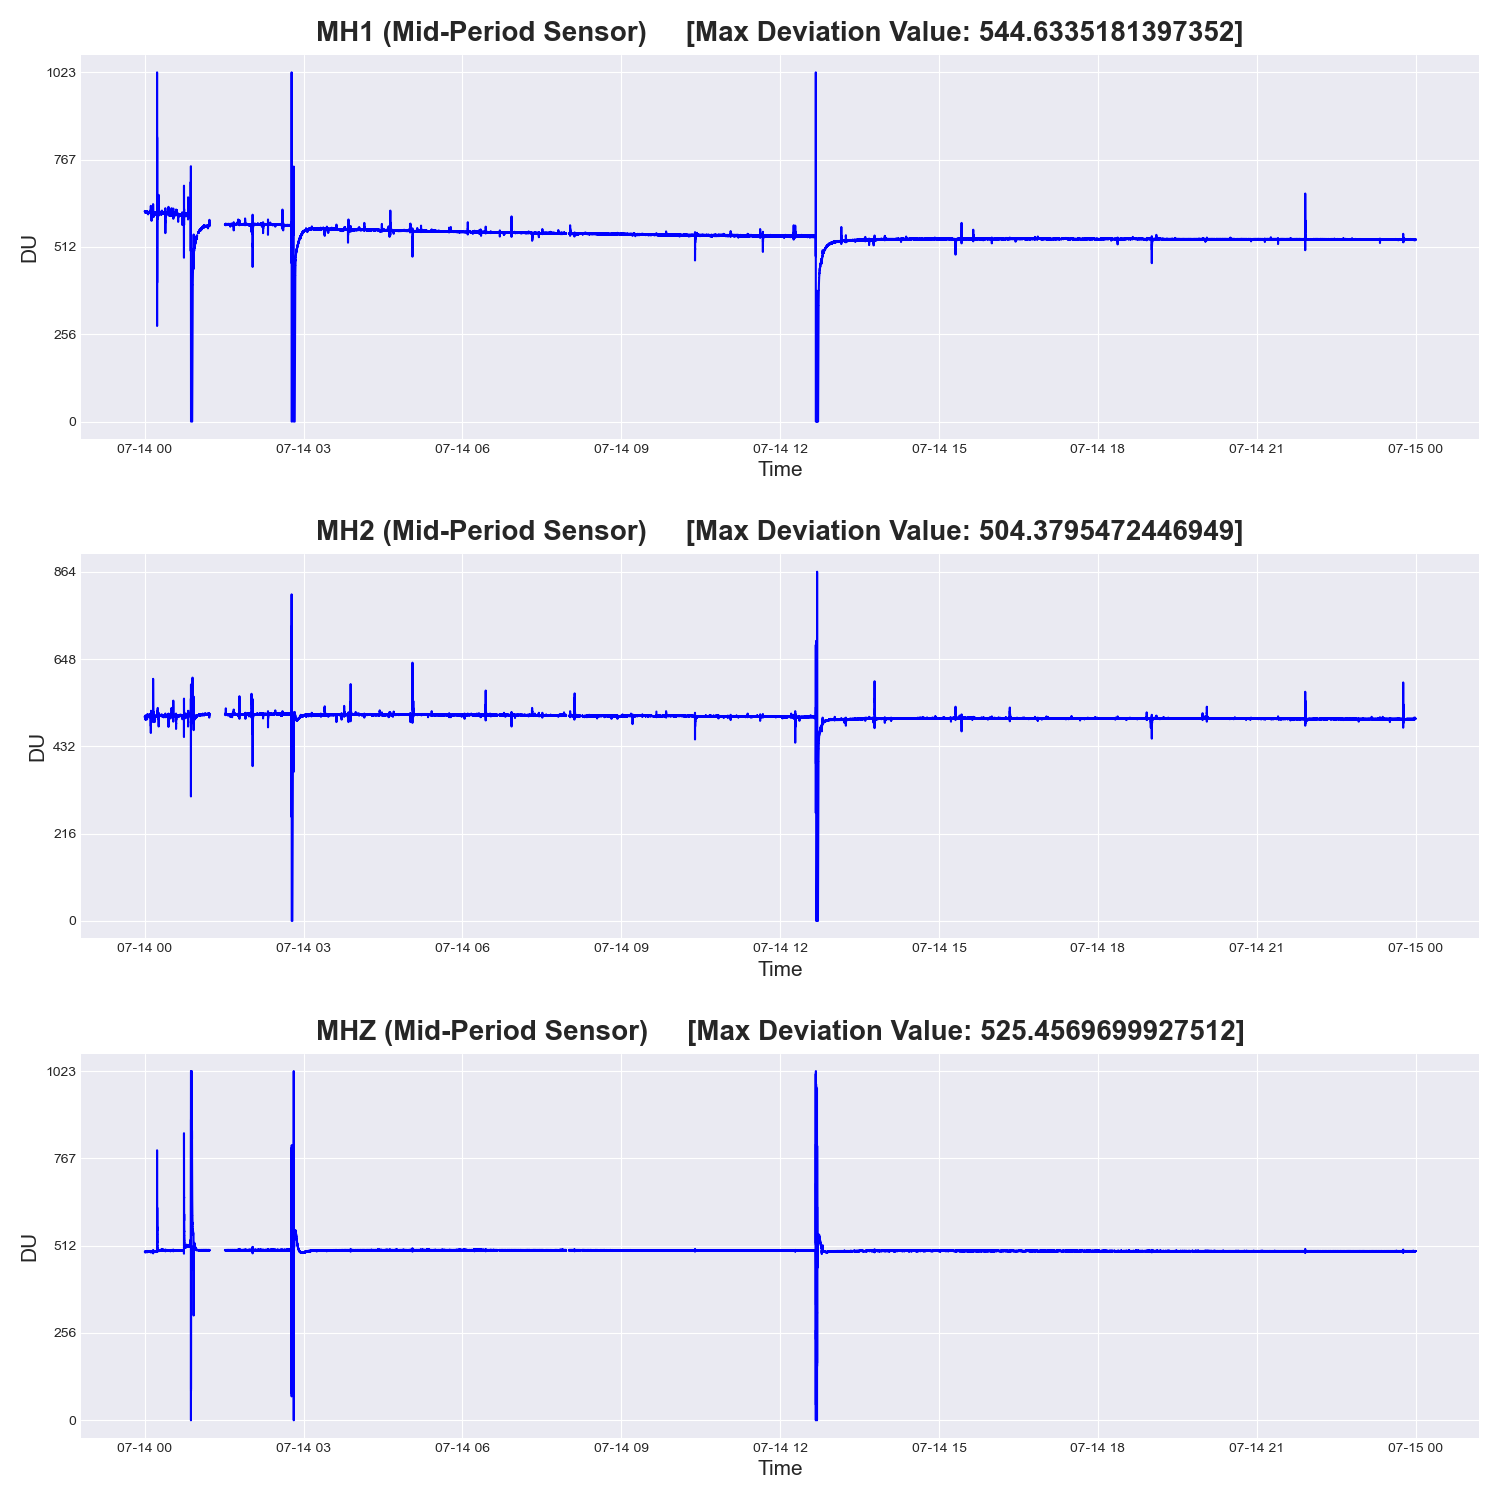 MH1 (Mid-Period Sensor) [Max Deviation Value: 544.6335181397352]
1023
767
512
256
0
DU
07-14 00 07-14 03 07-14 06 07-14 09 07-14 12 07-14 15 07-14 18 07-14 21 07-15 00
Time
MH2 (Mid-Period Sensor) [Max Deviation Value: 504.3795472446949]
864
648
432
216
0
DU
07-14 00 07-14 03 07-14 06 07-14 09 07-14 12 07-14 15 07-14 18 07-14 21 07-15 00
Time
MHZ (Mid-Period Sensor) [Max Deviation Value: 525.4569699927512]
1023
767
512
256
0
DU
07-14 00 07-14 03 07-14 06 07-14 09 07-14 12 07-14 15 07-14 18 07-14 21 07-15 00
Time